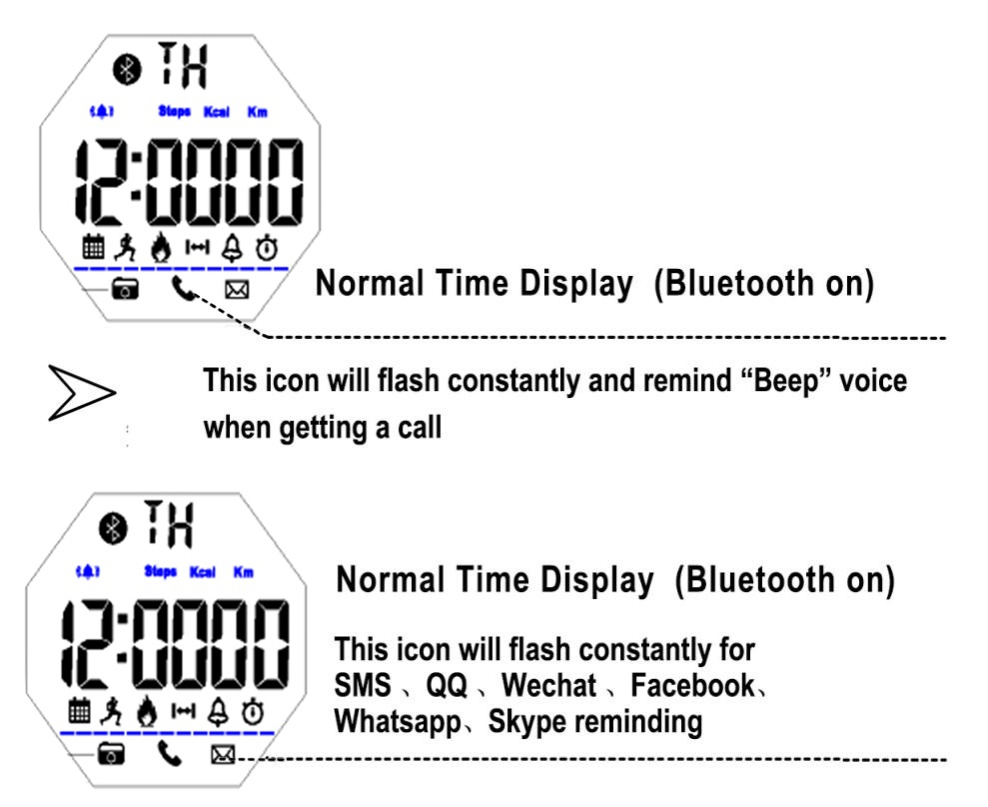 TH
Steps Kcal Km
12:0000
Normal Time Display (Bluetooth on)
This icon will flash constantly and remind “Beep” voice
when getting a call
TH
Steps Kcal Km
12:0000
Normal Time Display (Bluetooth on)
This icon will flash constantly for
SMS 、QQ 、Wechat 、Facebook、
Whatsapp、Skype reminding